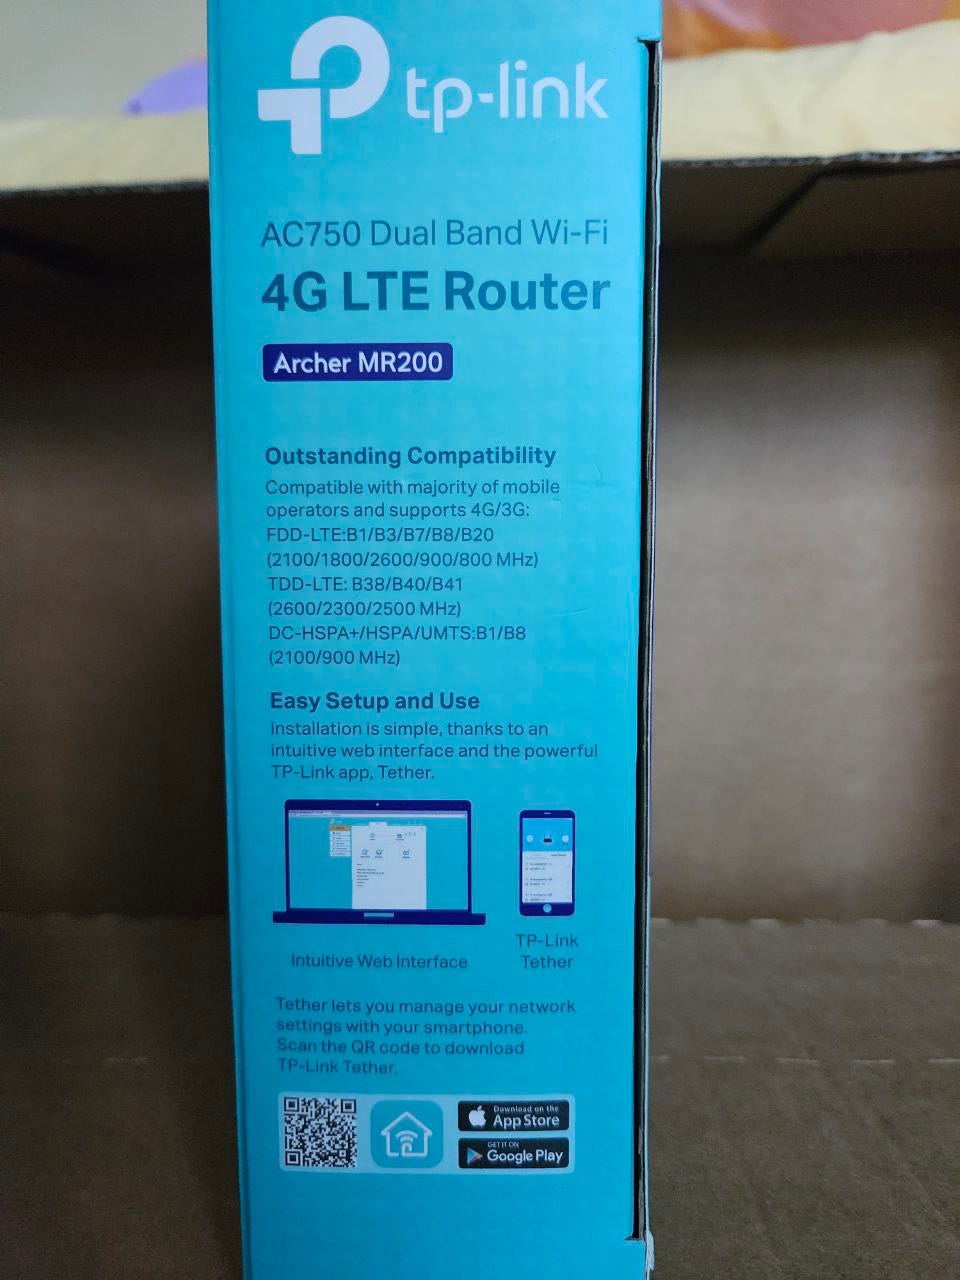 tp-link
AC750 Dual Band Wi-Fi
4G LTE Router
Archer MR200
Outstanding Compatibility
Compatible with majority of mobile
operators and supports 4G/3G:
FDD-LTE:B1/B3/B7/B8/B20
(2100/1800/2600/900/800 MHz)
TDD-LTE: B38/B40/B41
(2600/2300/2500 MHz)
DC-HSPA+/HSPA/UMTS:B1/B8
(2100/900 MHz)
Easy Setup and Use
Installation is simple, thanks to an
intuitive web interface and the powerful
TP-Link app, Tether.
Intuitive Web Interface
TP-Link
Tether
Tether lets you manage your network
settings with your smartphone.
Scan the QR code to download
TP-Link Tether.
Download on the
App Store
GET IT ON
Google Play